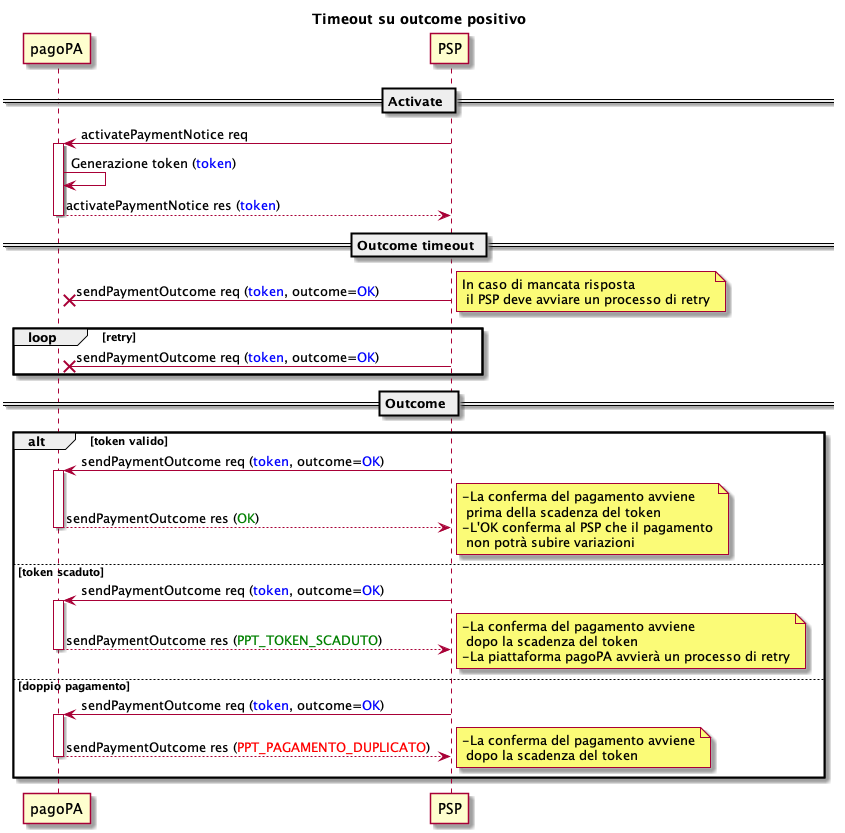 Timeout su outcome positivo
pagoPA
PSP
Activate
activatePaymentNotice req
Generazione token (token)
activatePaymentNotice res (token)
Outcome timeout
sendPaymentOutcome req (token, outcome=OK)
In caso di mancata risposta
il PSP deve avviare un processo di retry
loop
[retry]
sendPaymentOutcome req (token, outcome=OK)
Outcome
alt
[token valido]
sendPaymentOutcome req (token, outcome=OK)
sendPaymentOutcome res (OK)
-La conferma del pagamento avviene
prima della scadenza del token
-L'OK conferma al PSP che il pagamento
non potrà subire variazioni
[token scaduto]
sendPaymentOutcome req (token, outcome=OK)
sendPaymentOutcome res (PPT_TOKEN_SCADUTO)
-La conferma del pagamento avviene
dopo la scadenza del token
-La piattaforma pagoPA avvierà un processo di retry
[doppio pagamento]
sendPaymentOutcome req (token, outcome=OK)
sendPaymentOutcome res (PPT_PAGAMENTO_DUPLICATO)
-La conferma del pagamento avviene
dopo la scadenza del token
pagoPA
PSP